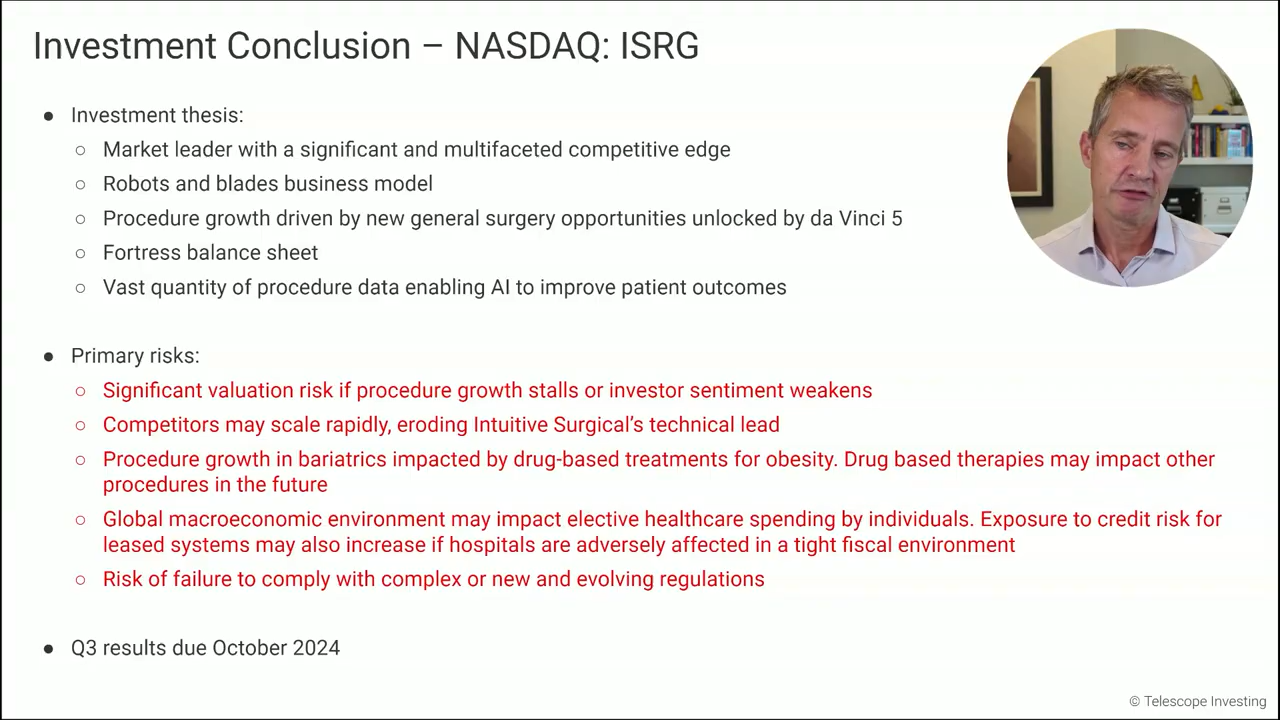 Investment Conclusion – NASDAQ: ISRG
● Investment thesis:
○ Market leader with a significant and multifaceted competitive edge
○ Robots and blades business model
○ Procedure growth driven by new general surgery opportunities unlocked by da Vinci 5
○ Fortress balance sheet
○ Vast quantity of procedure data enabling AI to improve patient outcomes
● Primary risks:
○ Significant valuation risk if procedure growth stalls or investor sentiment weakens
○ Competitors may scale rapidly, eroding Intuitive Surgical’s technical lead
○ Procedure growth in bariatrics impacted by drug-based treatments for obesity. Drug based therapies may impact other
procedures in the future
○ Global macroeconomic environment may impact elective healthcare spending by individuals. Exposure to credit risk for
leased systems may also increase if hospitals are adversely affected in a tight fiscal environment
○ Risk of failure to comply with complex or new and evolving regulations
● Q3 results due October 2024
© Telescope Investing